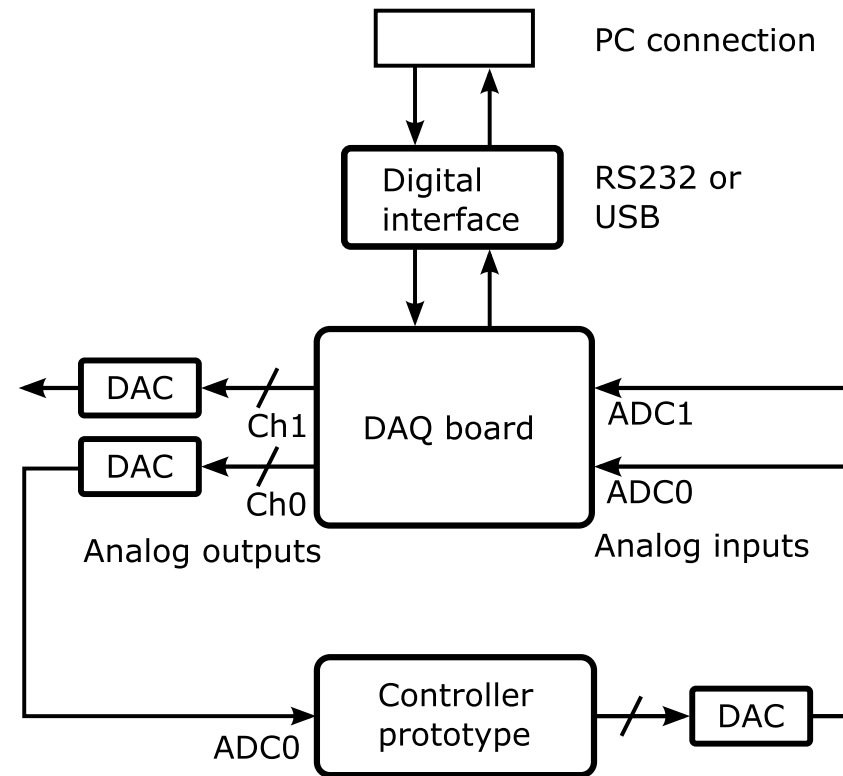 PC connection
Digital
interface
RS232 or
USB
DAC
Ch1
DAQ board
ADC1
DAC
Ch0
ADC0
Analog outputs
Analog inputs
Controller
prototype
DAC
ADC0